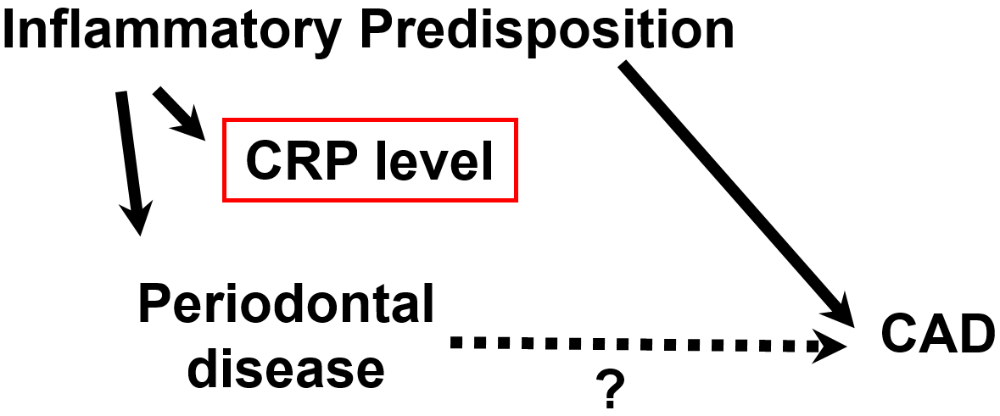 Inflammatory Predisposition
CRP level
Periodontal
disease
CAD
?